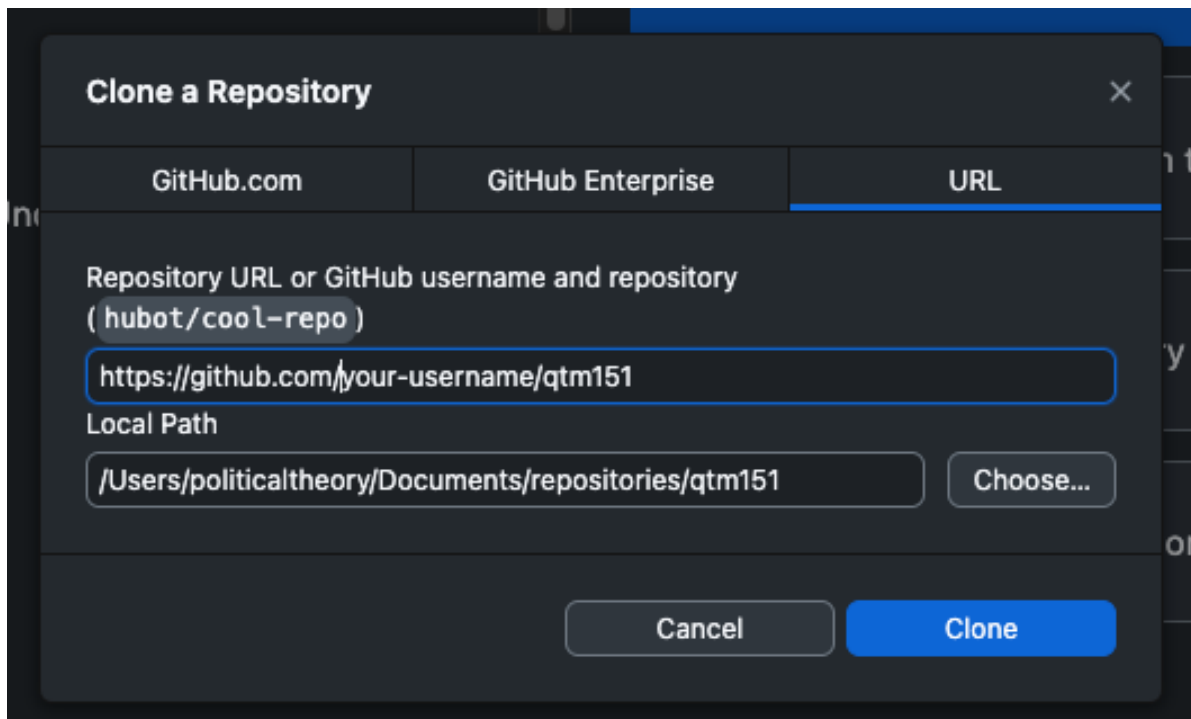 Clone a Repository
GitHub.com
GitHub Enterprise
URL
Repository URL or GitHub username and repository
(hubot/cool-repo)
https://github.com/your-username/qtm151
Local Path
/Users/politicaltheory/Documents/repositories/qtm151
Choose...
Cancel
Clone